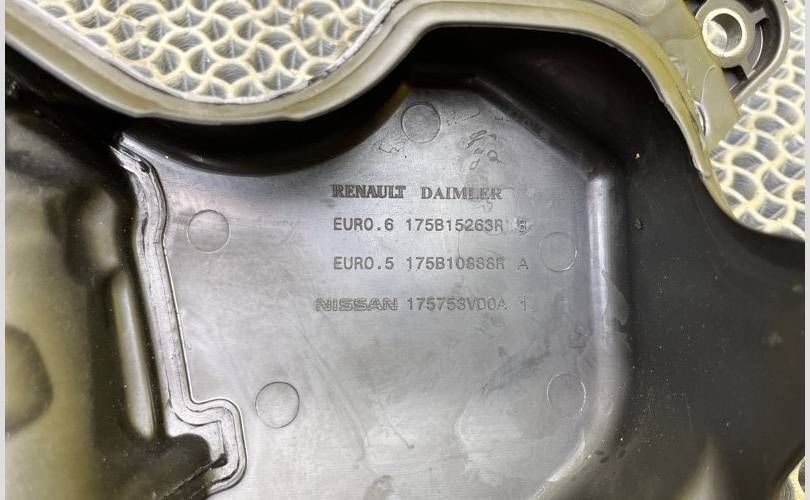 RENAULT DAIMLER
EURO.6 175B15263R B
EURO.5 175B10888R A
NISSAN 175753VD0A 1